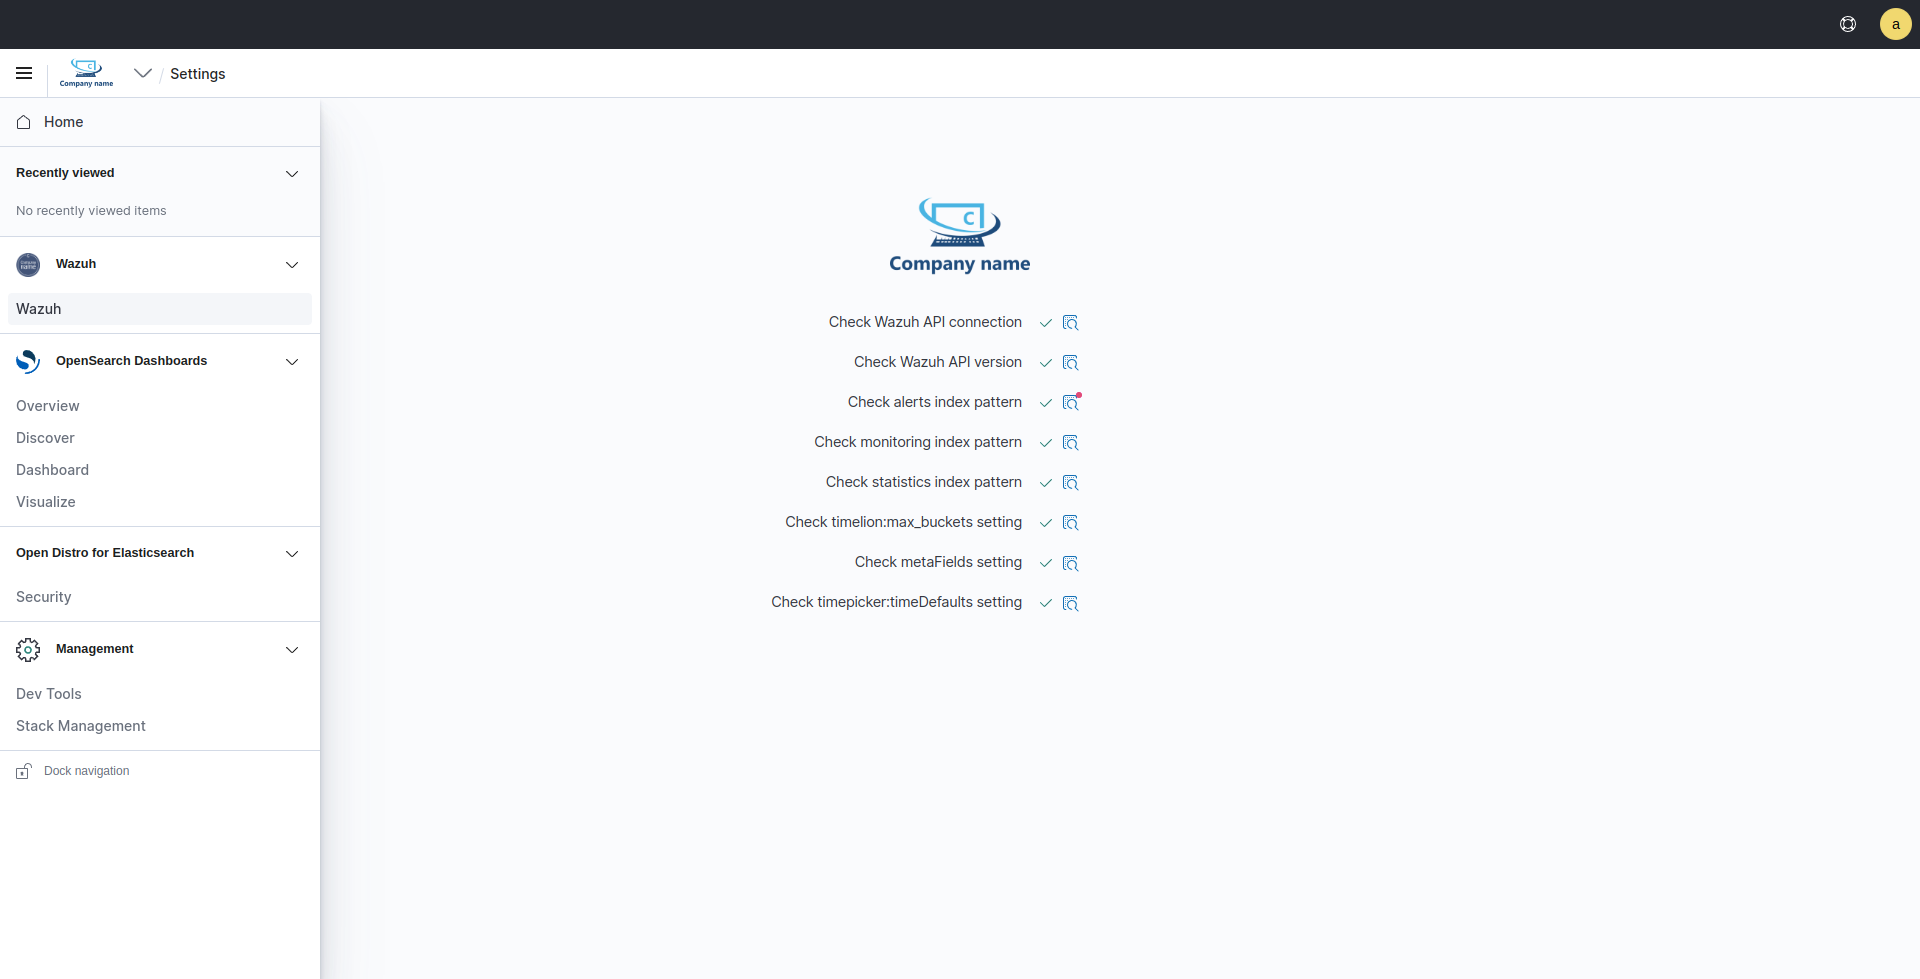 a
Company name
Settings
Home
Recently viewed
No recently viewed items
Wazuh
Wazuh
OpenSearch Dashboards
Overview
Discover
Dashboard
Visualize
Open Distro for Elasticsearch
Security
Management
Dev Tools
Stack Management
Dock navigation
C
Company name
Check Wazuh API connection
Check Wazuh API version
Check alerts index pattern
Check monitoring index pattern
Check statistics index pattern
Check timelion:max_buckets setting
Check metaFields setting
Check timepicker:timeDefaults setting